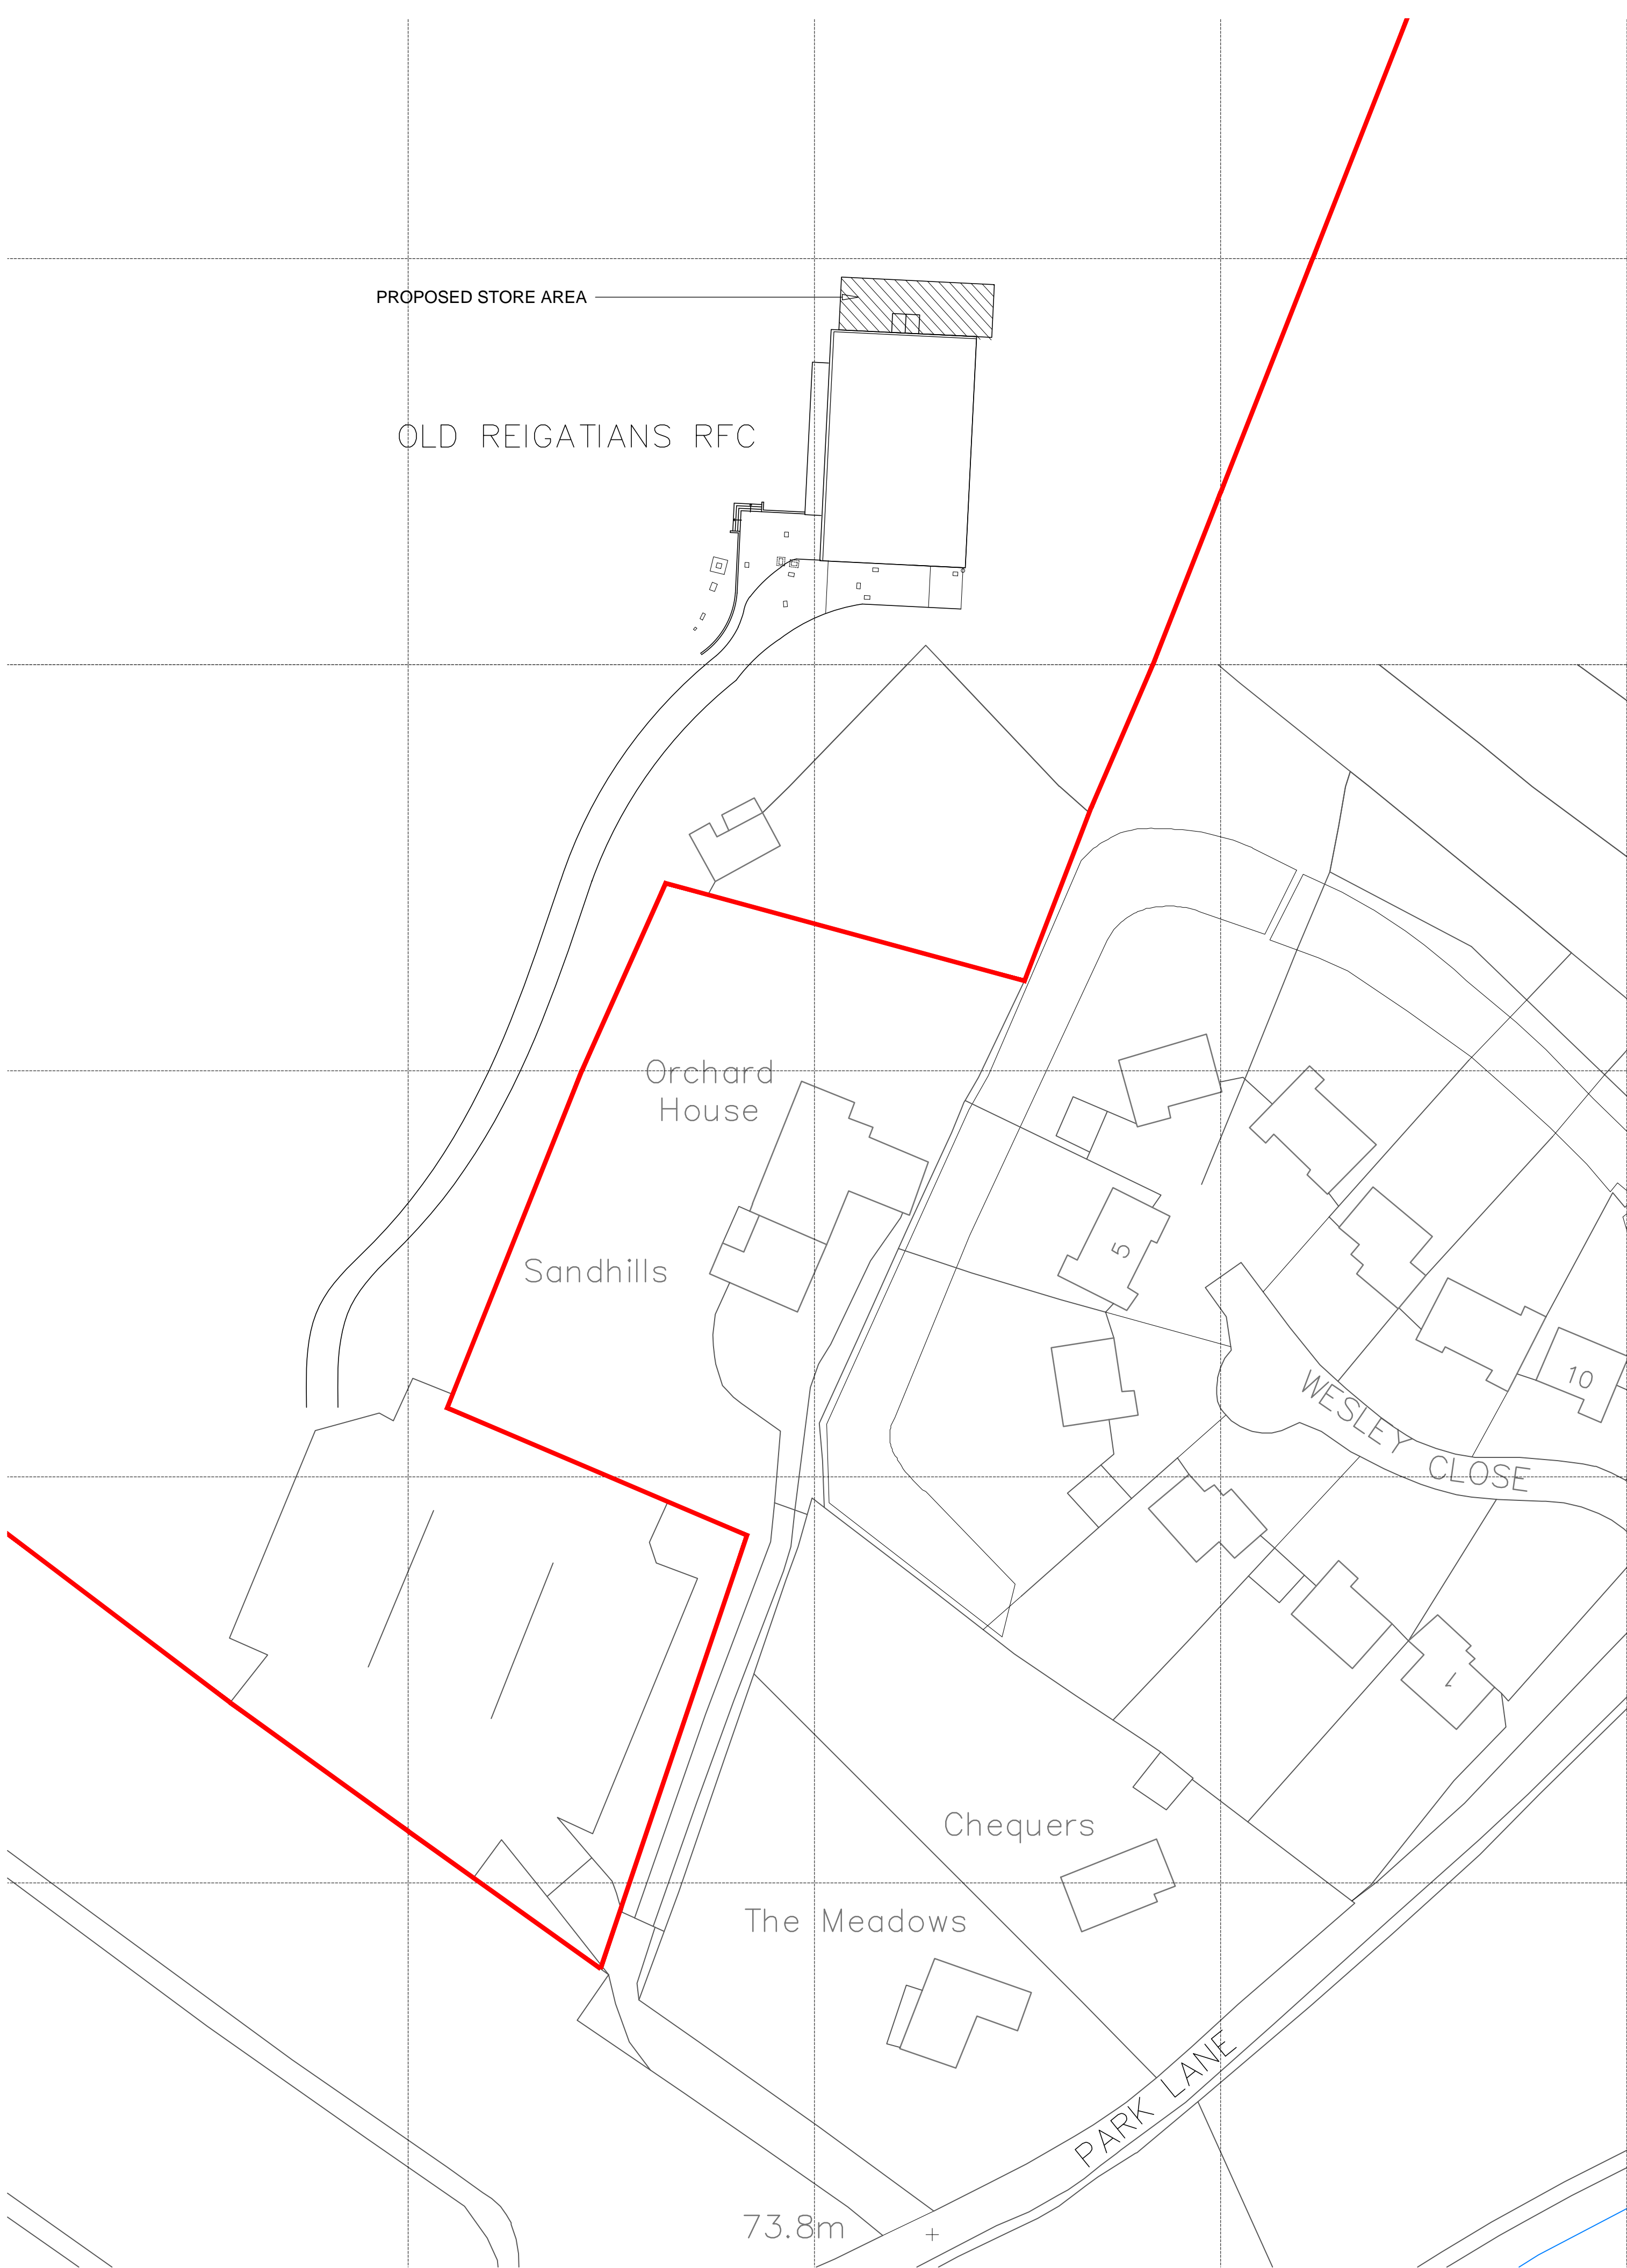 PROPOSED STORE AREA
OLD REIGATIANS RFC
Orchard
House
Sandhills
5
10
WESLEY
CLOSE
1
Chequers
The Meadows
PARK LANE
73.8m